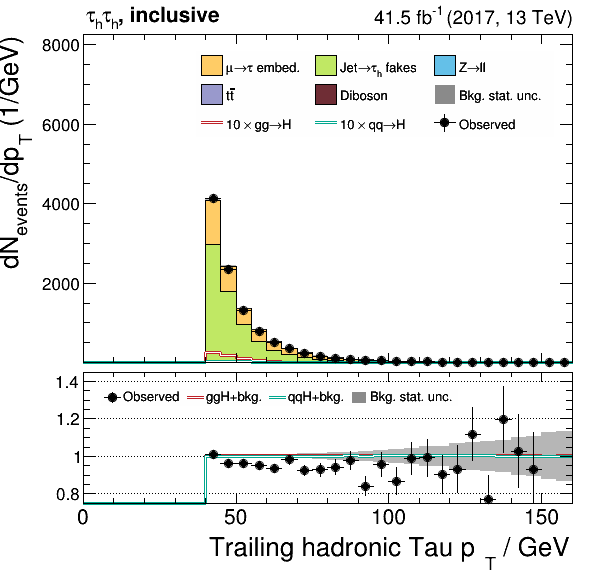 τhτh, inclusive
41.5 fb-1 (2017, 13 TeV)
dNevents/dpT (1/GeV)
8000
6000
4000
2000
μ→τ embed. Jet→τh fakes Z→ll
tt̄ Diboson Bkg. stat. unc.
10 × gg→H 10 × qq→H Observed
1.4
1.2
1
0.8
Observed ggH+bkg. qqH+bkg. Bkg. stat. unc.
0 50 100 150
Trailing hadronic Tau p T / GeV